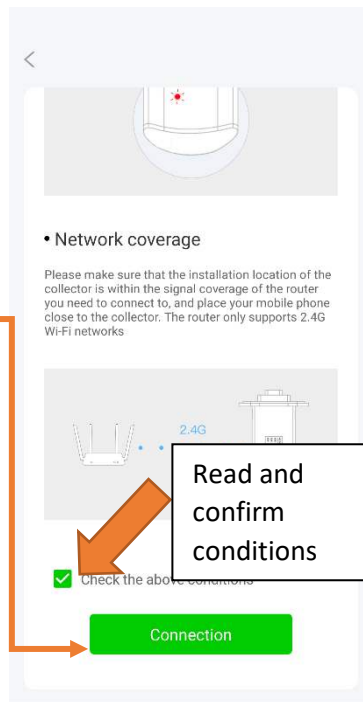 • Network coverage
Please make sure that the installation location of the
collector is within the signal coverage of the router
you need to connect to, and place your mobile phone
close to the collector. The router only supports 2.4G
Wi-Fi networks
2.4G
Read and
confirm
conditions
Check the above conditions
Connection